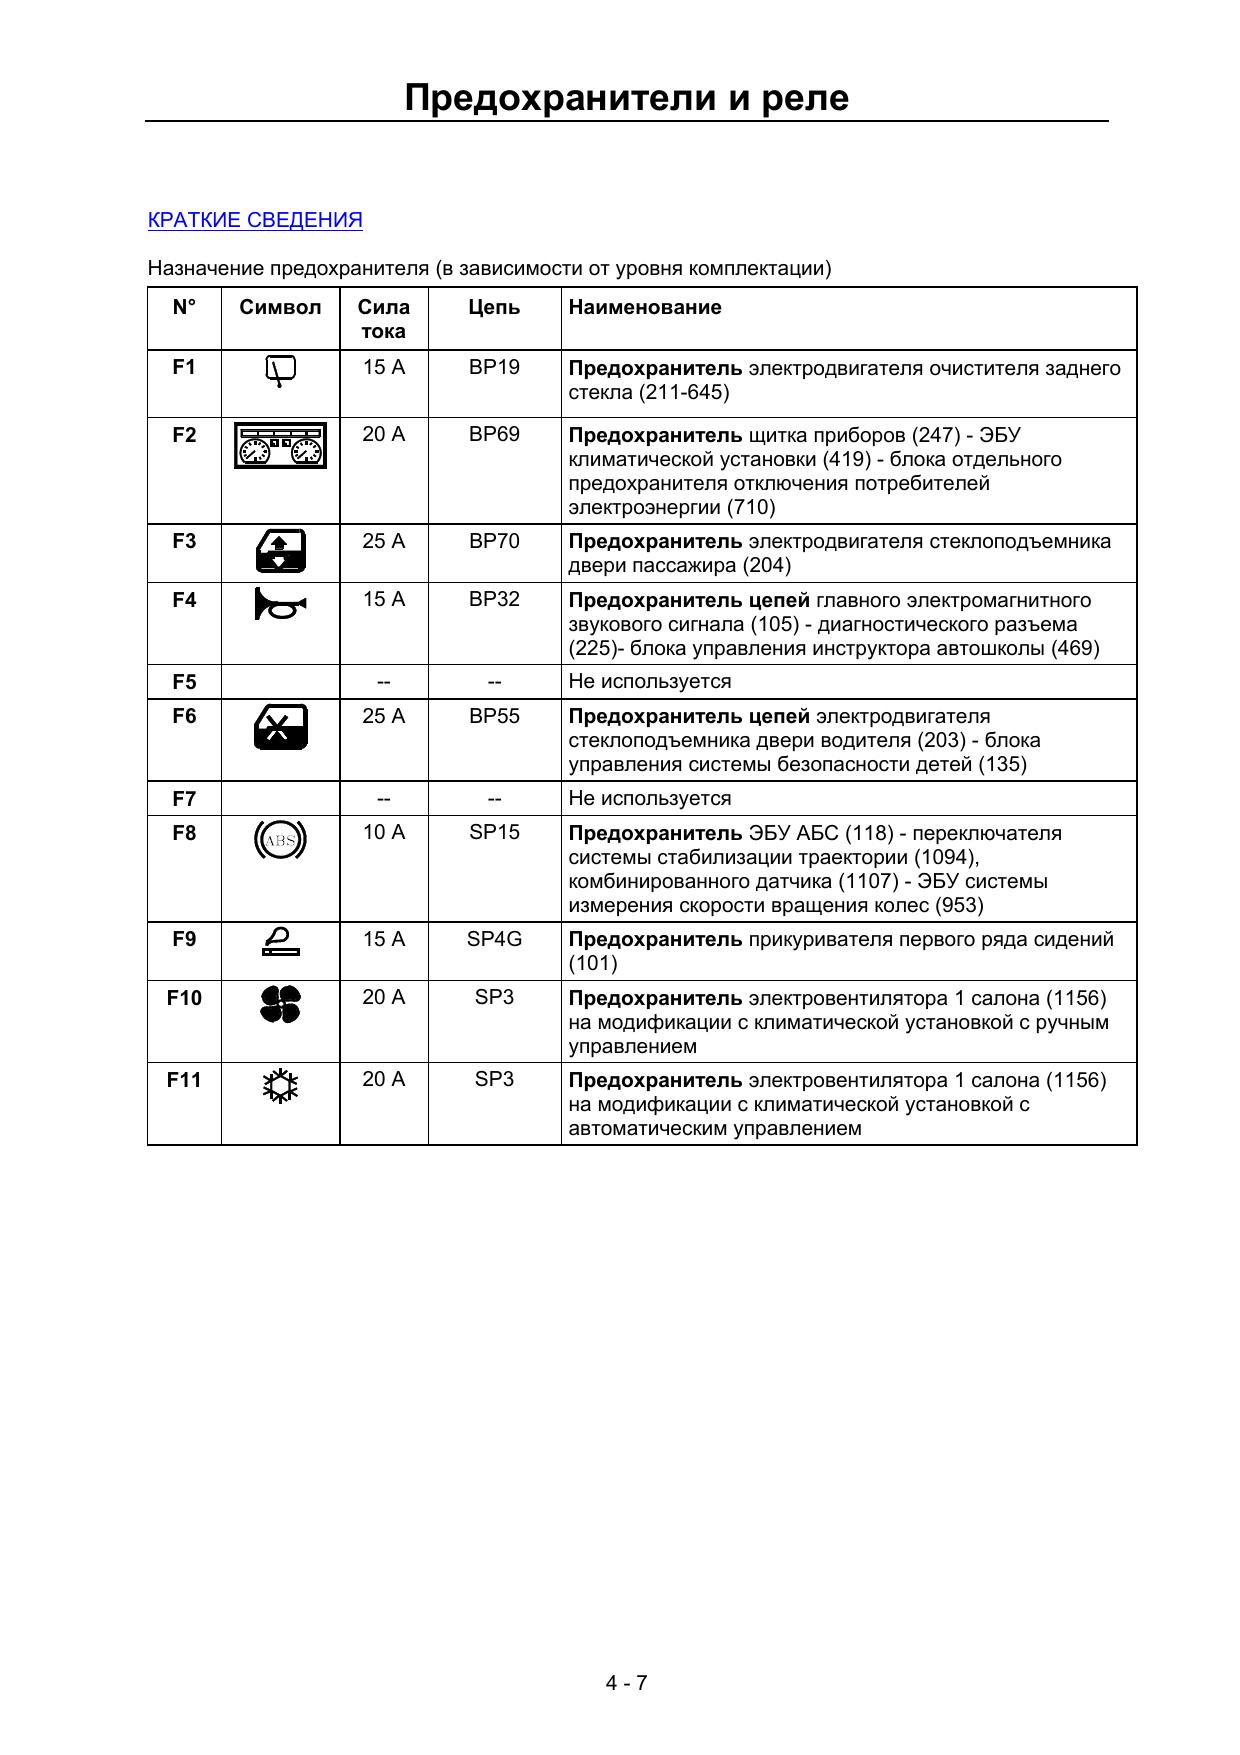 Предохранители и реле
КРАТКИЕ СВЕДЕНИЯ
Назначение предохранителя (в зависимости от уровня комплектации)
N° Символ Сила Цепь Наименование
тока
F1 15 A BP19 Предохранитель электродвигателя очистителя заднего
стекла (211-645)
F2 20 A BP69 Предохранитель щитка приборов (247) - ЭБУ
климатической установки (419) - блока отдельного
предохранителя отключения потребителей
электроэнергии (710)
F3 25 A BP70 Предохранитель электродвигателя стеклоподъемника
двери пассажира (204)
F4 15 A BP32 Предохранитель цепей главного электромагнитного
звукового сигнала (105) - диагностического разъема
(225)- блока управления инструктора автошколы (469)
F5 -- -- Не используется
F6 25 A BP55 Предохранитель цепей электродвигателя
стеклоподъемника двери водителя (203) - блока
управления системы безопасности детей (135)
F7 -- -- Не используется
F8 ABS 10 A SP15 Предохранитель ЭБУ АБС (118) - переключателя
системы стабилизации траектории (1094),
комбинированного датчика (1107) - ЭБУ системы
измерения скорости вращения колес (953)
F9 15 A SP4G Предохранитель прикуривателя первого ряда сидений
(101)
F10 20 A SP3 Предохранитель электровентилятора 1 салона (1156)
на модификации с климатической установкой с ручным
управлением
F11 20 A SP3 Предохранитель электровентилятора 1 салона (1156)
на модификации с климатической установкой с
автоматическим управлением
4 - 7